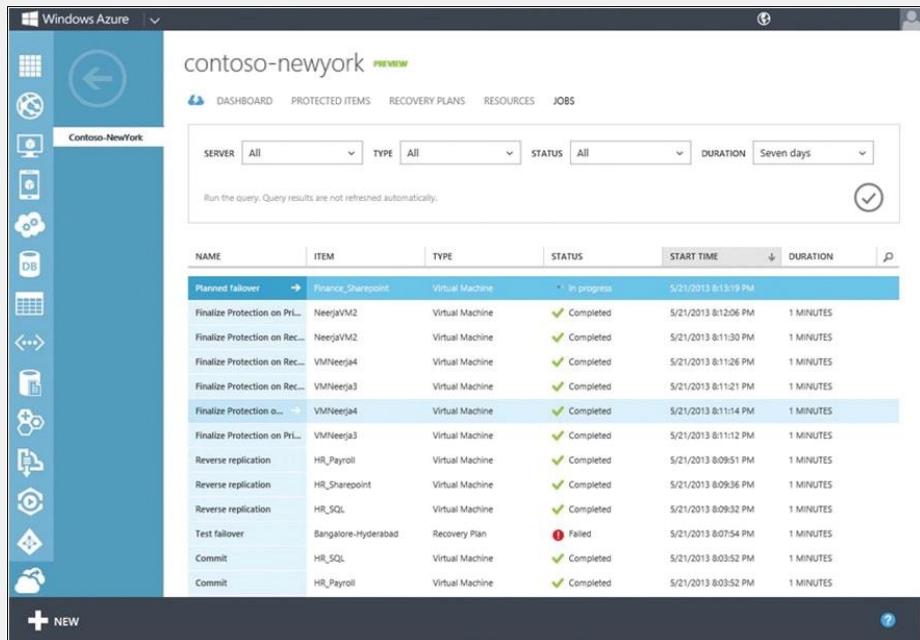 Windows Azure
contoso-newyork PREVIEW
DASHBOARD PROTECTED ITEMS RECOVERY PLANS RESOURCES JOBS
Contoso-NewYork
SERVER All TYPE All STATUS All DURATION Seven days
Run the query. Query results are not refreshed automatically.
NAME ITEM TYPE STATUS START TIME DURATION
Planned failover Finance_Sharepoint Virtual Machine In progress 5/21/2013 8:13:19 PM
Finalize Protection on Pri... NeerjaVM2 Virtual Machine Completed 5/21/2013 8:12:06 PM 1 MINUTES
Finalize Protection on Rec... NeerjaVM2 Virtual Machine Completed 5/21/2013 8:11:30 PM 1 MINUTES
Finalize Protection on Rec... VMNeerja4 Virtual Machine Completed 5/21/2013 8:11:26 PM 1 MINUTES
Finalize Protection on Rec... VMNeerja3 Virtual Machine Completed 5/21/2013 8:11:21 PM 1 MINUTES
Finalize Protection o... VMNeerja4 Virtual Machine Completed 5/21/2013 8:11:14 PM 1 MINUTES
Finalize Protection on Pri... VMNeerja3 Virtual Machine Completed 5/21/2013 8:11:12 PM 1 MINUTES
Reverse replication HR_Payroll Virtual Machine Completed 5/21/2013 8:09:51 PM 1 MINUTES
Reverse replication HR_Sharepoint Virtual Machine Completed 5/21/2013 8:09:36 PM 1 MINUTES
Reverse replication HR_SQL Virtual Machine Completed 5/21/2013 8:09:32 PM 1 MINUTES
Test failover Bangalore-Hyderabad Recovery Plan Failed 5/21/2013 8:07:54 PM 1 MINUTES
Commit HR_SQL Virtual Machine Completed 5/21/2013 8:03:52 PM 1 MINUTES
Commit HR_Payroll Virtual Machine Completed 5/21/2013 8:03:52 PM 1 MINUTES
DB
NEW
?